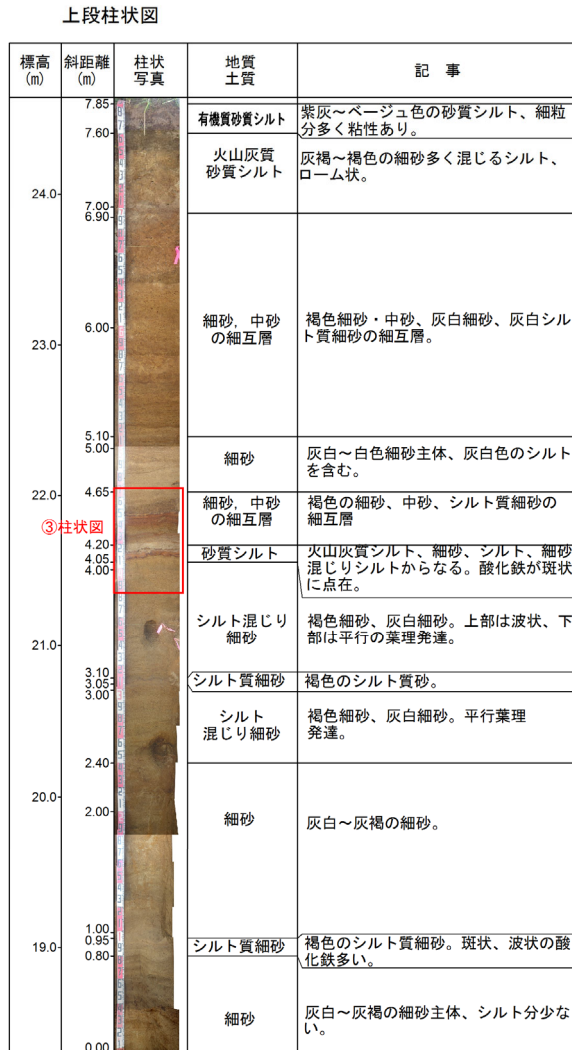 上段柱状図
標高
(m)
斜距離
(m)
柱状
写真
地質
土質
記 事
7.85
有機質砂質シルト
紫灰～ベージュ色の砂質シルト、細粒
分多く粘性あり。
7.60
火山灰質
砂質シルト
灰褐～褐色の細砂多く混じるシルト、
ローム状。
24.0
7.00
6.90
細砂，中砂
の細互層
褐色細砂・中砂、灰白細砂、灰白シル
ト質細砂の細互層。
6.00
23.0
5.10
5.00
細砂
灰白～白色細砂主体、灰白色のシルト
を含む。
22.0
4.65
細砂，中砂
の細互層
褐色の細砂、中砂、シルト質細砂の
細互層
③柱状図
4.20
砂質シルト
火山灰質シルト、細砂、シルト、細砂
混じりシルトからなる。酸化鉄が斑状
に点在。
4.05
4.00
シルト混じり
細砂
褐色細砂、灰白細砂。上部は波状、下
部は平行の葉理発達。
21.0
3.10
3.05
シルト質細砂
褐色のシルト質砂。
3.00
シルト
混じり細砂
褐色細砂、灰白細砂。平行葉理
発達。
2.40
20.0
2.00
細砂
灰白～灰褐の細砂。
1.00
19.0
0.95
シルト質細砂
褐色のシルト質細砂。斑状、波状の酸
化鉄多い。
0.80
細砂
灰白～灰褐の細砂主体、シルト分少な
い。
0.00